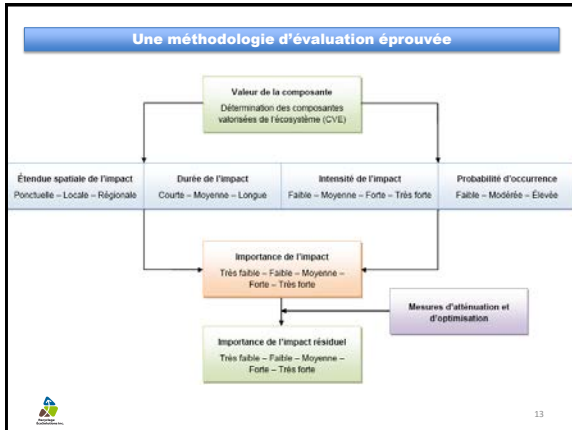 Une méthodologie d'évaluation éprouvée
Valeur de la composante
Détermination des composantes
valorisées de l'écosystème (CVE)
Étendue spatiale de l'impact
Ponctuelle – Locale – Régionale
Durée de l'impact
Courte – Moyenne – Longue
Intensité de l'impact
Faible – Moyenne – Forte – Très forte
Probabilité d'occurrence
Faible – Modérée – Élevée
Importance de l'impact
Très faible – Faible – Moyenne –
Forte – Très forte
Mesures d'atténuation et
d'optimisation
Importance de l'impact résiduel
Très faible – Faible – Moyenne –
Forte – Très forte
Recyclage
ÉcoSolutions inc.
13